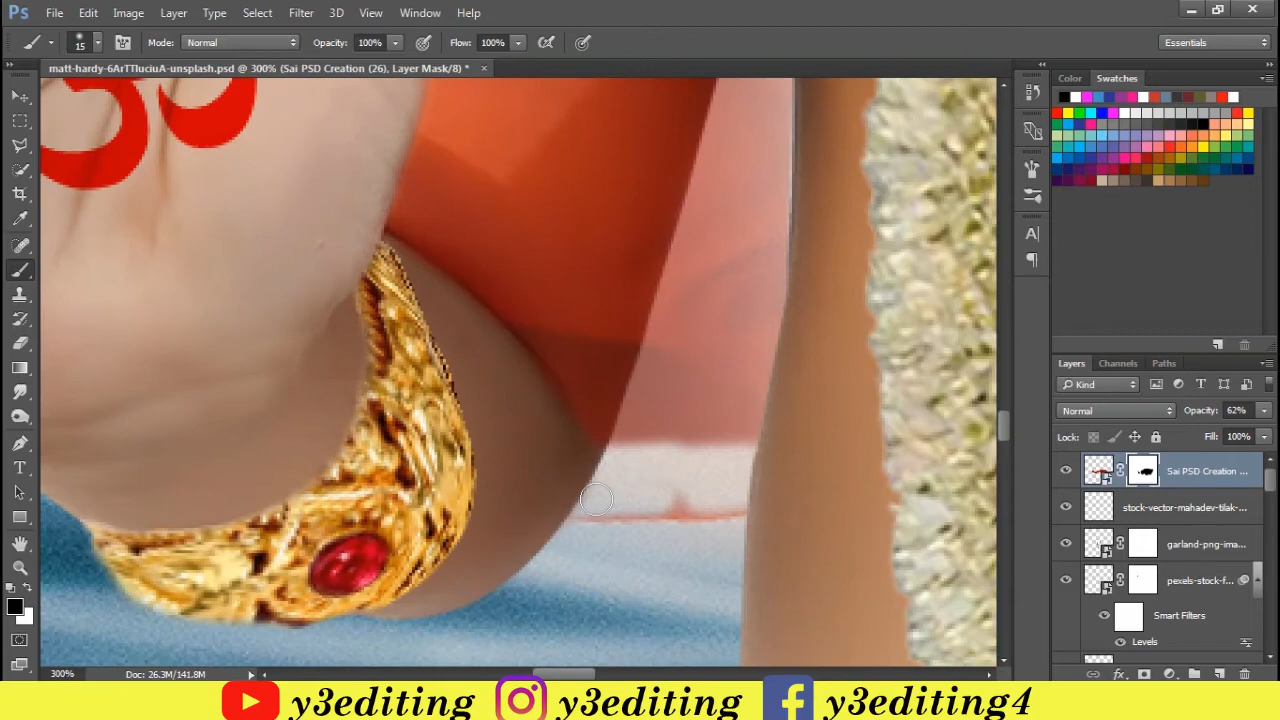 Ps File Edit Image Layer Type Select Filter 3D View Window Help
15 Mode: Normal Opacity: 100% Flow: 100% Essentials
matt-hardy-6ArTTluciuA-unsplash.psd @ 300% (Sai PSD Creation (26), Layer Mask/8) *
Color Swatches
Layers Channels Paths
Kind
Normal Opacity: 62%
Lock: Fill: 100%
Sai PSD Creation ...
stock-vector-mahadev-tilak-...
garland-png-ima...
pexels-stock-f...
Smart Filters
Levels
300% Doc: 26.3M/141.8M
y3editing y3editing y3editing4